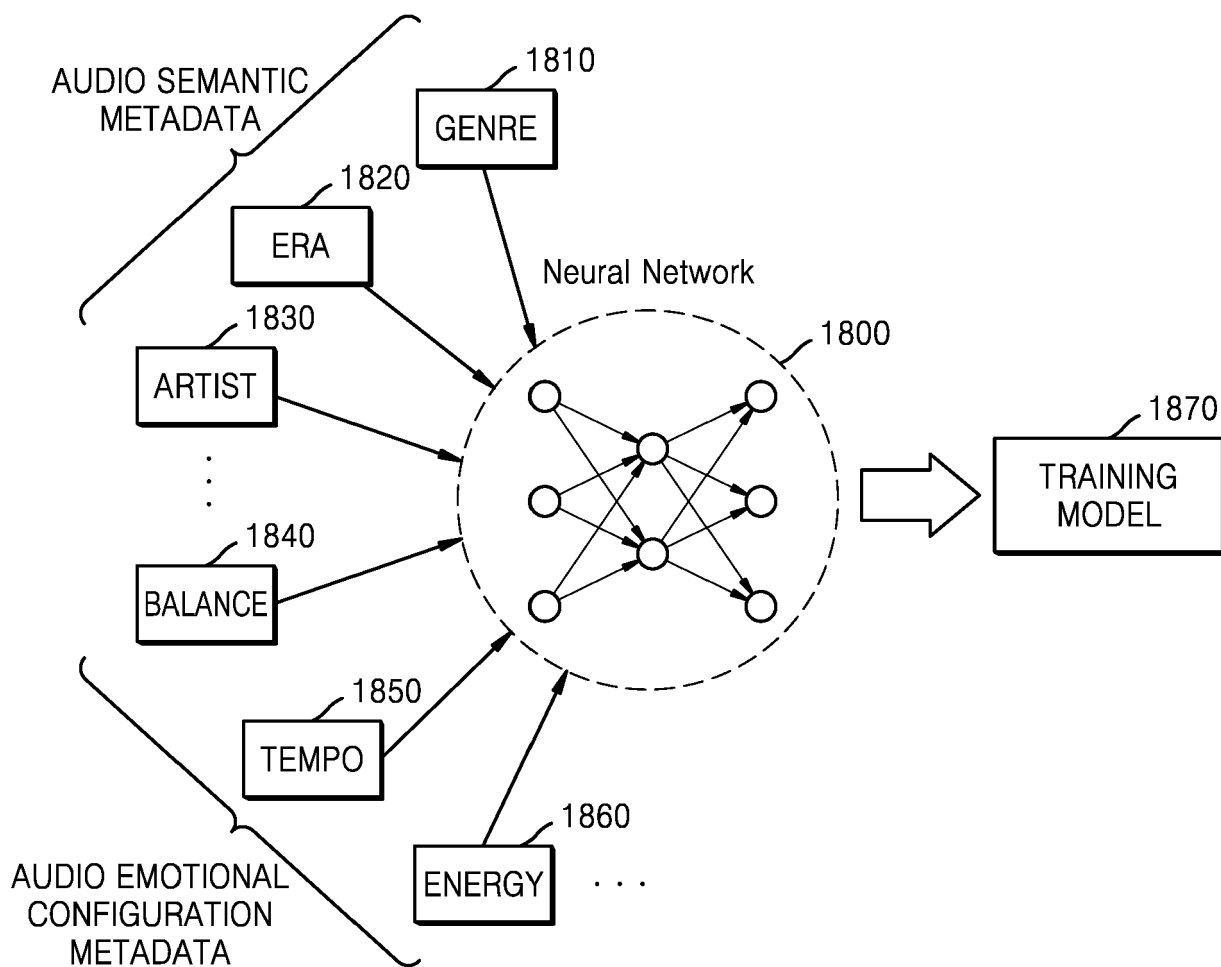 AUDIO SEMANTIC
METADATA
1810
GENRE
1820
ERA
Neural Network
1830
ARTIST
1800
1870
TRAINING
MODEL
1840
BALANCE
1850
TEMPO
1860
ENERGY
. . .
AUDIO EMOTIONAL
CONFIGURATION
METADATA